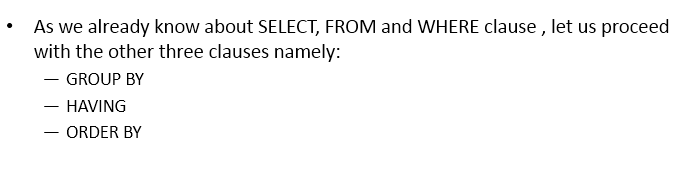 • As we already know about SELECT, FROM and WHERE clause , let us proceed
with the other three clauses namely:
— GROUP BY
— HAVING
— ORDER BY